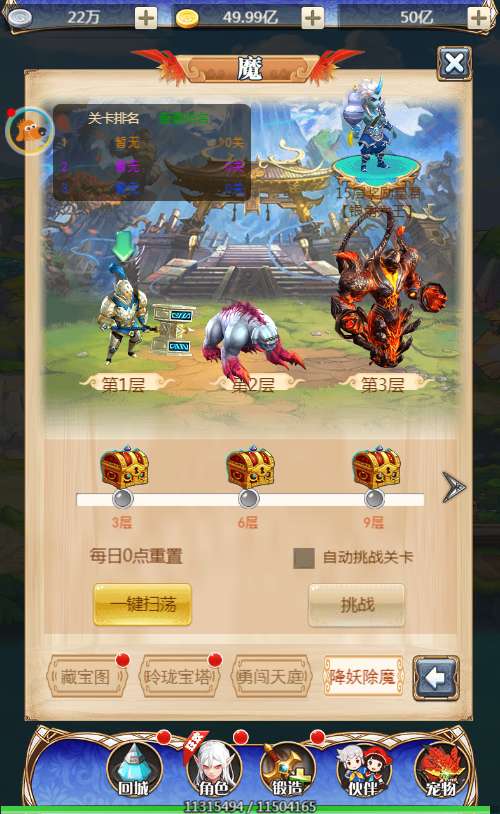 22万
49.99亿
50亿
魔
关卡排名
1 暂无 0关
2 暂无 0关
3 暂无 0关
第1层
第2层
第3层
3层
6层
9层
每日0点重置
自动挑战关卡
一键扫荡
挑战
藏宝图
玲珑宝塔
勇闯天庭
降妖除魔
回城
角色
锻造
伙伴
宠物
11315494 / 11504165